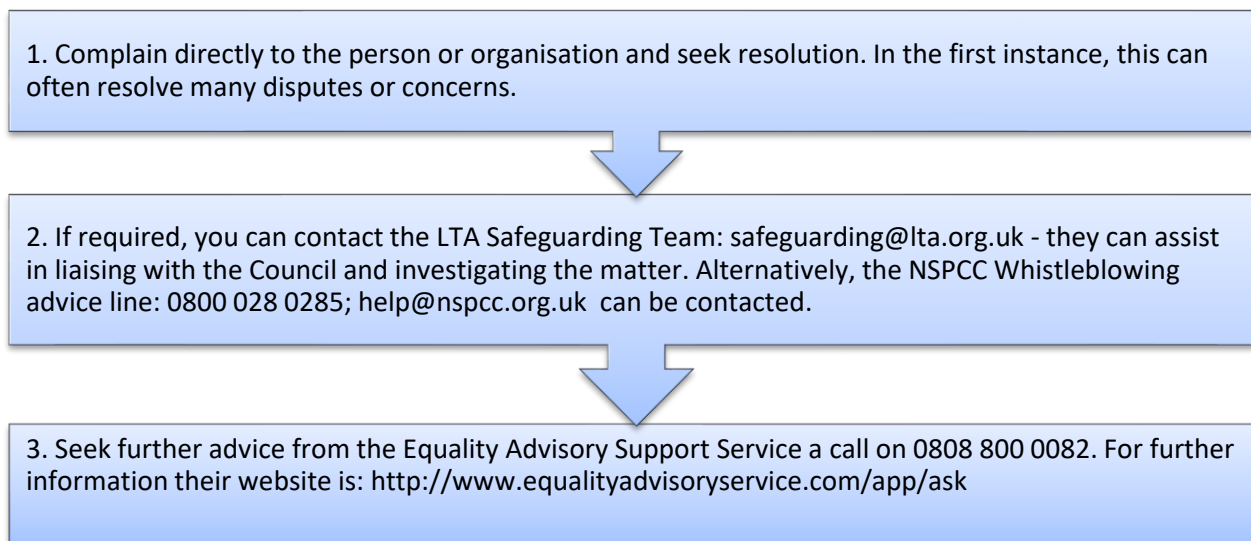 1. Complain directly to the person or organisation and seek resolution. In the first instance, this can
often resolve many disputes or concerns.
2. If required, you can contact the LTA Safeguarding Team: safeguarding@lta.org.uk - they can assist
in liaising with the Council and investigating the matter. Alternatively, the NSPCC Whistleblowing
advice line: 0800 028 0285; help@nspcc.org.uk  can be contacted.
3. Seek further advice from the Equality Advisory Support Service a call on 0808 800 0082. For further
information their website is: http://www.equalityadvisoryservice.com/app/ask